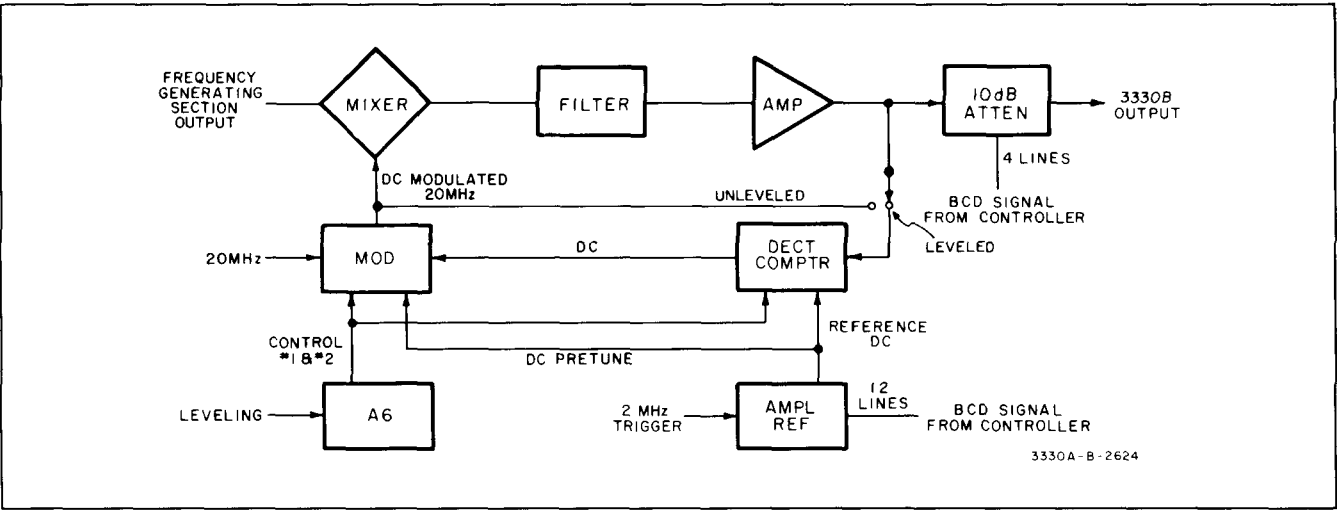 FREQUENCY
GENERATING
SECTION
OUTPUT
MIXER
FILTER
AMP
10dB
ATTEN
3330B
OUTPUT
4 LINES
BCD SIGNAL
FROM CONTROLLER
DC MODULATED
20MHz
UNLEVELED
LEVELED
20MHz
MOD
DC
DECT
COMPTR
CONTROL
#1 & #2
DC PRETUNE
REFERENCE
DC
LEVELING
A6
2 MHz
TRIGGER
AMPL
REF
12
LINES
BCD SIGNAL
FROM CONTROLLER
3330A-B-2624